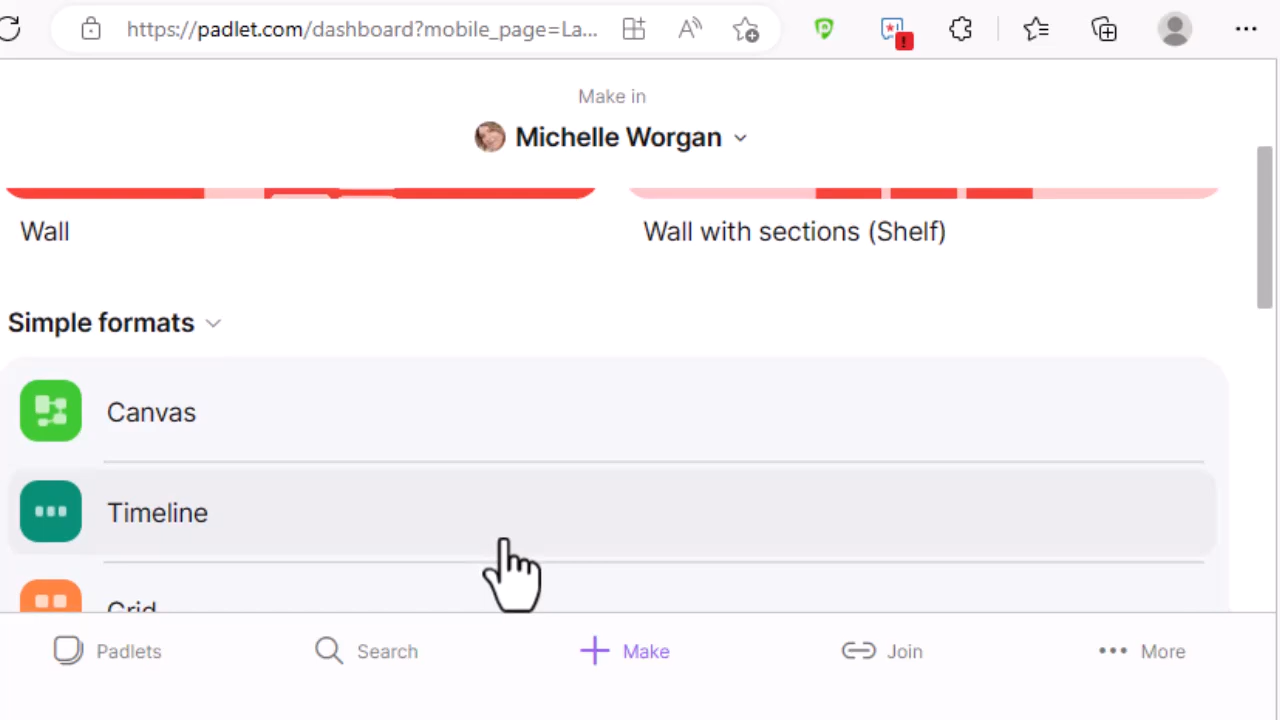 https://padlet.com/dashboard?mobile_page=La...
Make in
Michelle Worgan
Wall
Wall with sections (Shelf)
Simple formats
Canvas
Timeline
Grid
Padlets
Search
Make
Join
More